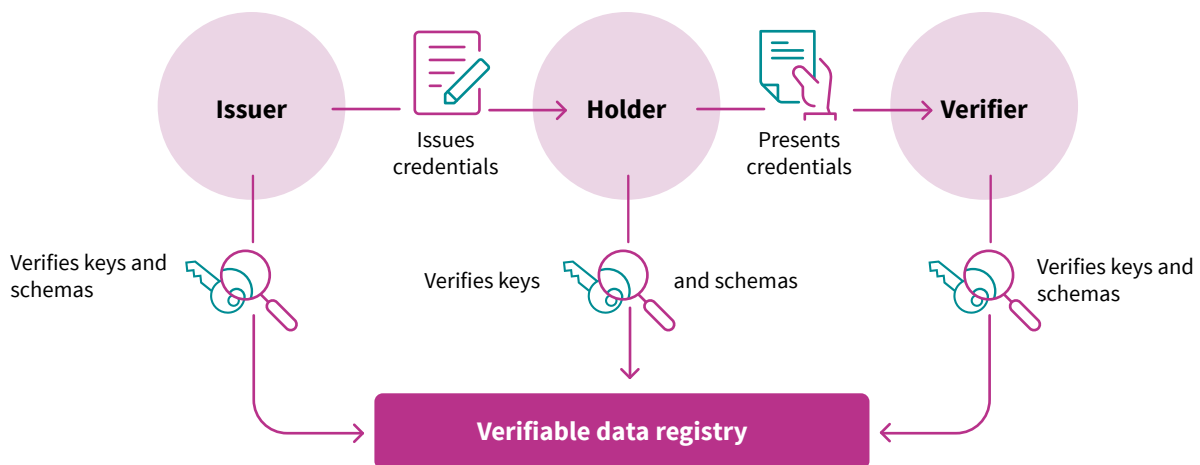 Issuer
Holder
Verifier
Issues
credentials
Presents
credentials
Verifies keys and
schemas
Verifies keys
and schemas
Verifies keys and
schemas
Verifiable data registry